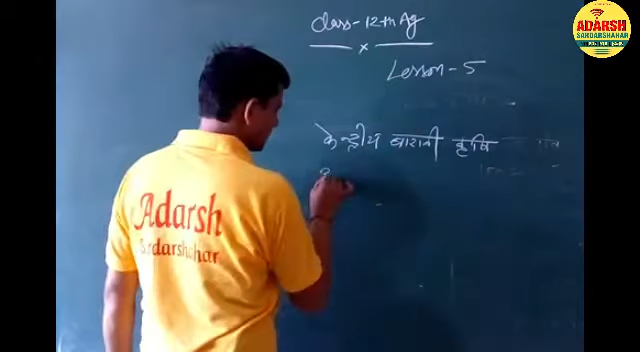 Class - 12th Ag
x
Lesson - 5
केन्द्रीय बारानी कृषि
Adarsh
Sardarshahar
ADARSH
SARDARSHAHAR